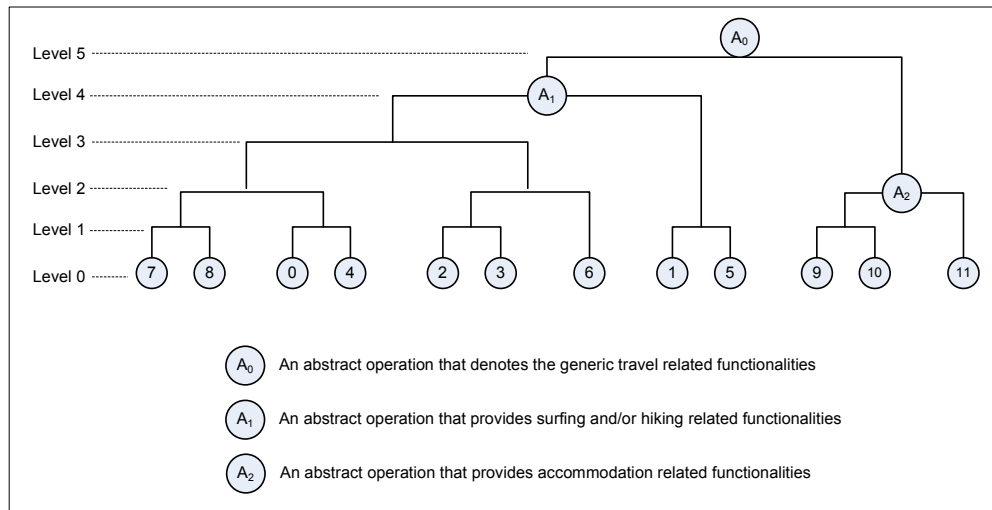 A0
Level 5
Level 4
A1
Level 3
Level 2
A2
Level 1
Level 0
7 8 0 4 2 3 6 1 5 9 10 11
A0 An abstract operation that denotes the generic travel related functionalities
A1 An abstract operation that provides surfing and/or hiking related functionalities
A2 An abstract operation that provides accommodation related functionalities